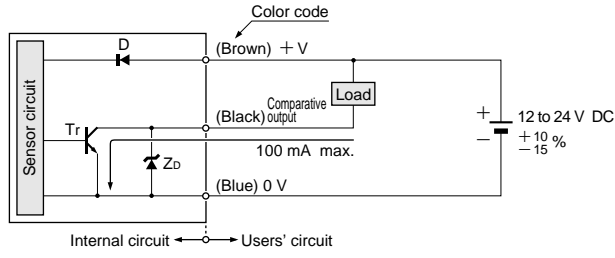 Color code
D
(Brown) +V
Sensor circuit
Tr
(Black) Comparative output
Load
ZD
100 mA max.
+
−
12 to 24 V DC
+10
−15 %
(Blue) 0 V
Internal circuit
Users' circuit